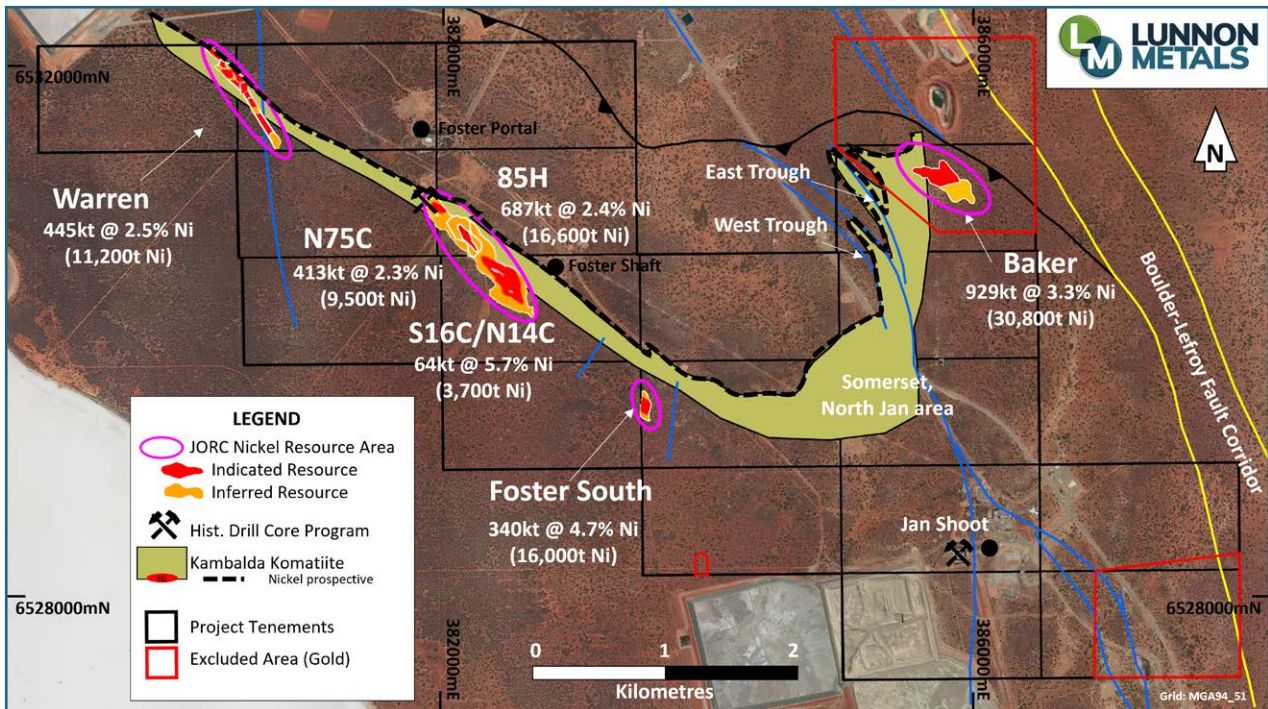 LUNNON
METALS
LM
382000mE
386000mE
6532000mN
N
Foster Portal
Warren
445kt @ 2.5% Ni
(11,200t Ni)
85H
687kt @ 2.4% Ni
(16,600t Ni)
N75C
413kt @ 2.3% Ni
(9,500t Ni)
Foster Shaft
S16C/N14C
64kt @ 5.7% Ni
(3,700t Ni)
East Trough
West Trough
Baker
929kt @ 3.3% Ni
(30,800t Ni)
Boulder-Lefroy Fault Corridor
Somerset,
North Jan area
Foster South
340kt @ 4.7% Ni
(16,000t Ni)
Jan Shoot
LEGEND
JORC Nickel Resource Area
Indicated Resource
Inferred Resource
Hist. Drill Core Program
Kambalda Komatiite
Ni
Nickel prospective
Project Tenements
Excluded Area (Gold)
6528000mN
6528000mN
382000mE
386000mE
0 1 2
Kilometres
Grid: MGA94_51